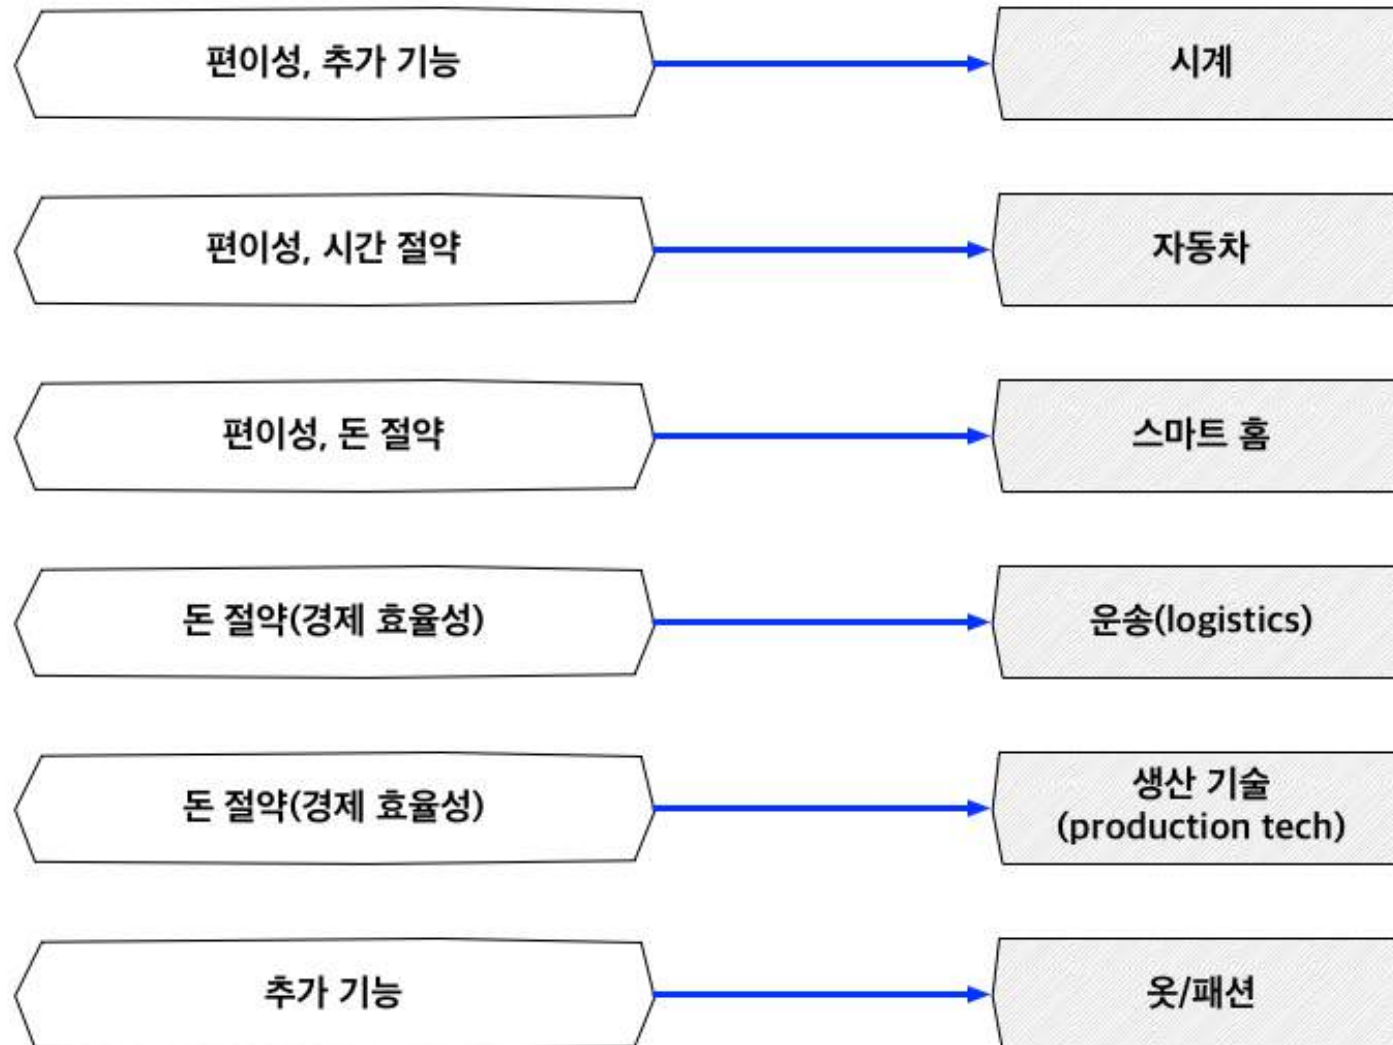 편이성, 추가 기능
시계
편이성, 시간 절약
자동차
편이성, 돈 절약
스마트 홈
돈 절약(경제 효율성)
운송(logistics)
돈 절약(경제 효율성)
생산 기술
(production tech)
추가 기능
옷/패션